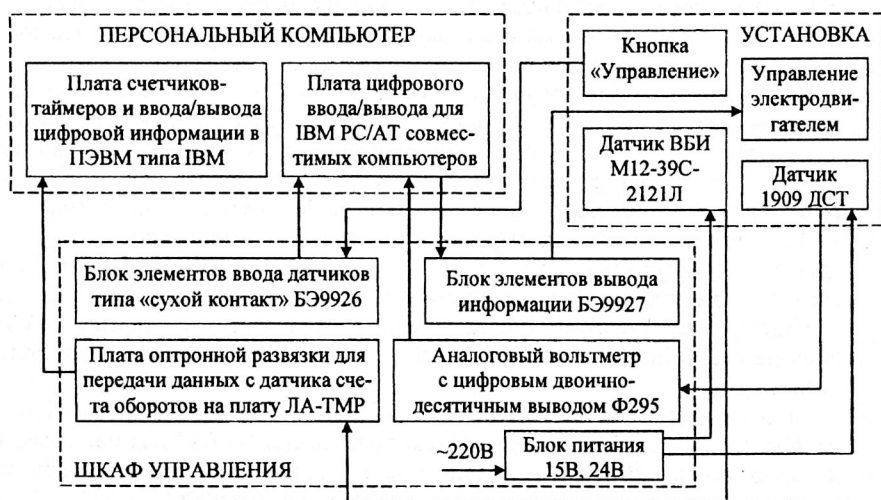 ПЕРСОНАЛЬНЫЙ КОМПЬЮТЕР
Плата счетчиков-
таймеров и ввода/вывода
цифровой информации в
ПЭВМ типа IBM
Плата цифрового
ввода/вывода для
IBM PC/AT совмес-
тимых компьютеров
УСТАНОВКА
Кнопка
«Управление»
Управление
электродви-
гателем
Датчик ВБИ
М12-39С-
2121Л
Датчик
1909 ДСТ
Блок элементов ввода датчиков
типа «сухой контакт» БЭ9926
Блок элементов вывода
информации БЭ9927
Плата оптронной развязки для
передачи данных с датчика сче-
та оборотов на плату ЛА-ТМР
Аналоговый вольтметр
с цифровым двоично-
десятичным выводом Ф295
~220В
Блок питания
15В, 24В
ШКАФ УПРАВЛЕНИЯ